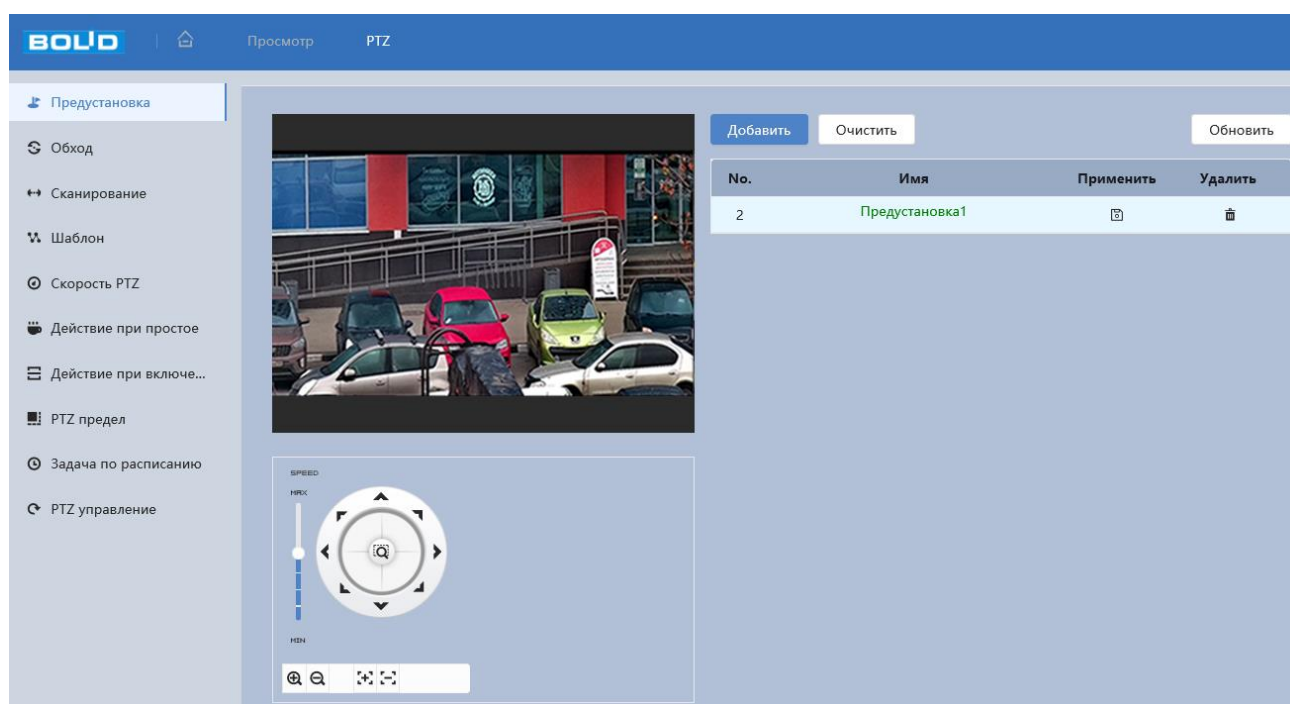 BOLID
Просмотр PTZ
Предустановка
Обход
Сканирование
Шаблон
Скорость PTZ
Действие при простое
Действие при включе...
PTZ предел
Задача по расписанию
PTZ управление
Добавить Очистить Обновить
No. Имя Применить Удалить
2 Предустановка1
SPEED
MAX
MIN